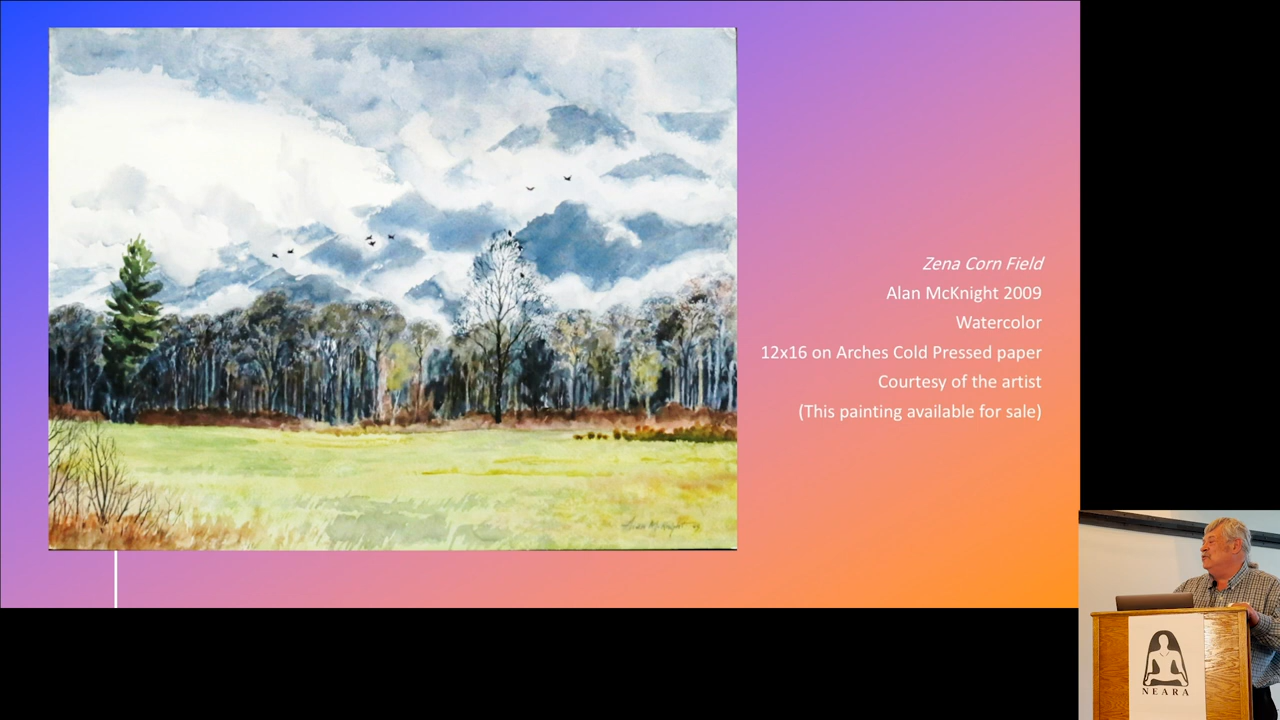 Zena Corn Field
Alan McKnight 2009
Watercolor
12x16 on Arches Cold Pressed paper
Courtesy of the artist
(This painting available for sale)
NEARA